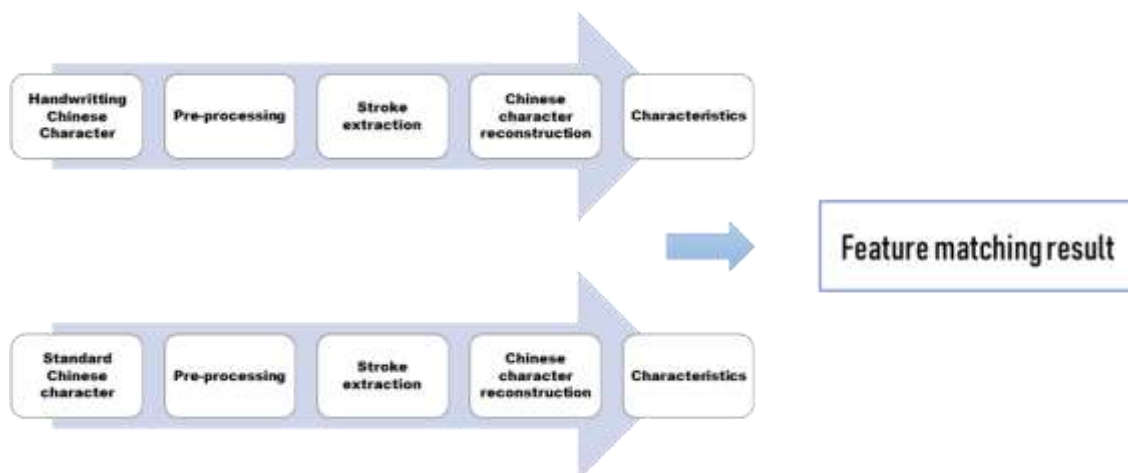 Handwritting
Chinese
Character
Pre-processing
Stroke
extraction
Chinese
character
reconstruction
Characteristics
Feature matching result
Standard
Chinese
character
Pre-processing
Stroke
extraction
Chinese
character
reconstruction
Characteristics